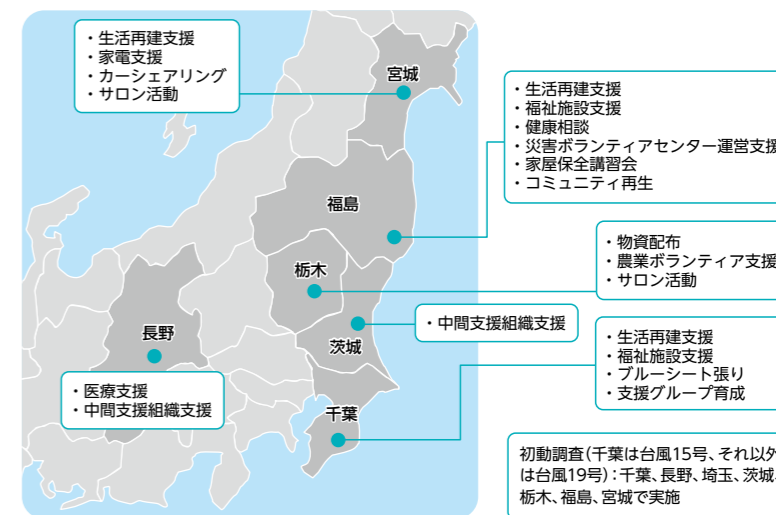 ・生活再建支援
・家電支援
・カーシェアリング
・サロン活動
宮城
・生活再建支援
・福祉施設支援
・健康相談
・災害ボランティアセンター運営支援
・家屋保全講習会
・コミュニティ再生
福島
・物資配布
・農業ボランティア支援
・サロン活動
栃木
・中間支援組織支援
茨城
長野
・医療支援
・中間支援組織支援
・生活再建支援
・福祉施設支援
・ブルーシート張り
・支援グループ育成
千葉
初動調査(千葉は台風15号、それ以外
は台風19号):千葉、長野、埼玉、茨城、
栃木、福島、宮城で実施